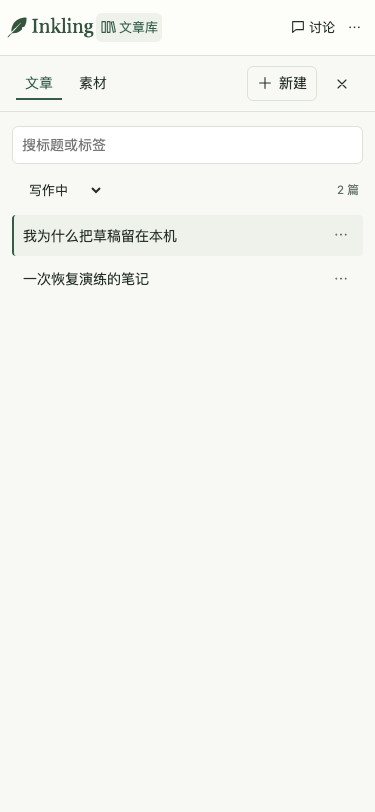 Inkling 文章库 讨论 ···
文章 素材 + 新建 ×
搜标题或标签
写作中 2 篇
我为什么把草稿留在本机 ···
一次恢复演练的笔记 ···